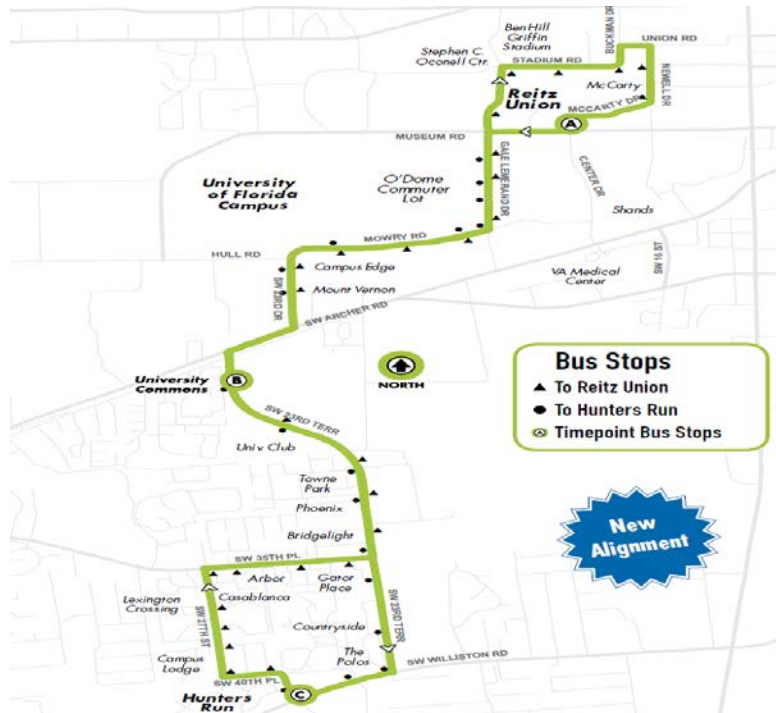 Ben Hill
Griffin
Stadium
BUCKMAN DR
UNION RD
Stephen C.
Oconell Ctr.
STADIUM RD
McCarty
NEWELL DR
Reitz
Union
MCCARTY DR
A
MUSEUM RD
GALE LEMERAND DR
CENTER DR
O'Dome
Commuter
Lot
University
of Florida
Campus
Shands
MOWRY RD
HULL RD
SW 16 ST
Campus Edge
VA Medical
Center
SW 23RD DR
Mount Vernon
SW ARCHER RD
University
Commons
B
NORTH
Bus Stops
To Reitz Union
To Hunters Run
A Timepoint Bus Stops
SW 23RD TERR
Univ. Club
Towne
Park
Phoenix
Bridgelight
New
Alignment
SW 35TH PL
Arbor
Gator
Place
Casablanca
Lexington
Crossing
SW 27TH ST
SW 23RD TERR
Countryside
The
Polos
SW WILLISTON RD
Campus
Lodge
SW 40TH PL
Hunters
Run
C